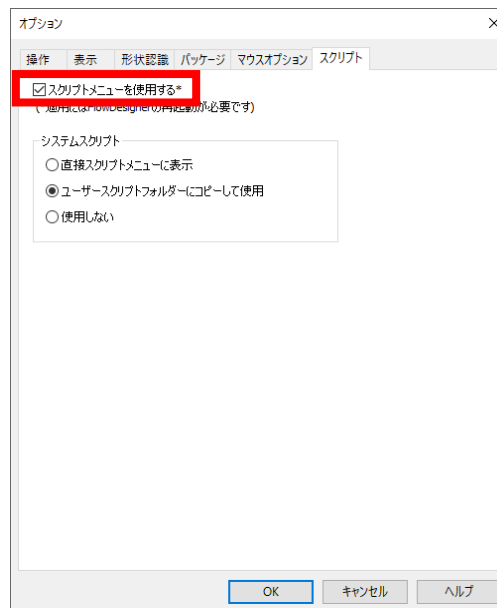 オプション
操作 表示 形状認識 パッケージ マウスオプション スクリプト
スクリプトメニューを使用する*
(*適用にはFlowDesignerの再起動が必要です)
システムスクリプト
直接スクリプトメニューに表示
ユーザースクリプトフォルダーにコピーして使用
使用しない
OK キャンセル ヘルプ